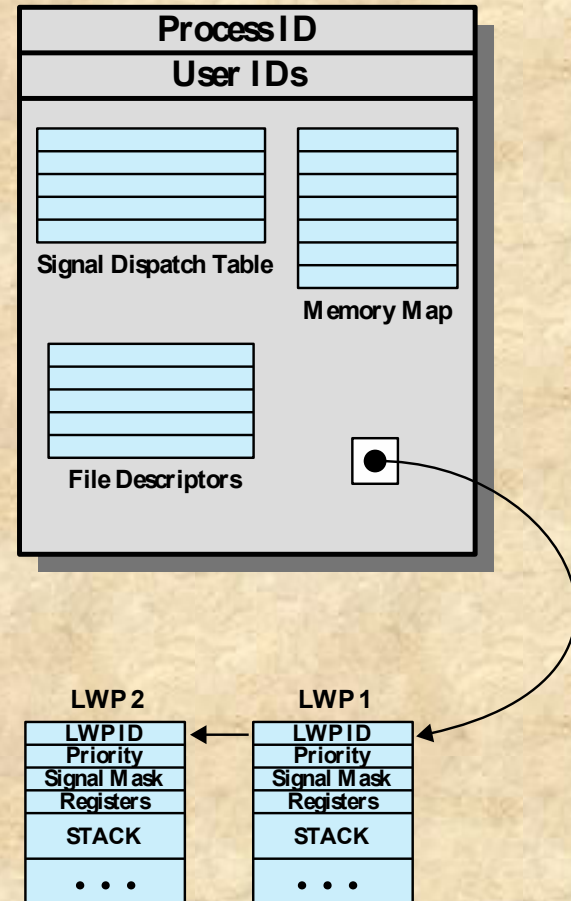 Process ID
User IDs
Signal Dispatch Table
Memory Map
File Descriptors
LWP 2
LWP ID
Priority
Signal Mask
Registers
STACK
• • •
LWP 1
LWP ID
Priority
Signal Mask
Registers
STACK
• • •